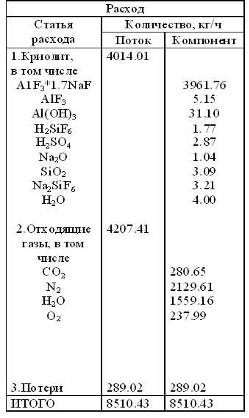 Расход
Статья расхода Количество, кг/ч
Поток Компонент
1.Криолит, 4014.01
в том числе
A1F₃*1.7NaF 3961.76
AlF₃ 5.15
Al(OH)₃ 31.10
H₂SiF₆ 1.77
H₂SO₄ 2.87
Na₂O 1.04
SiO₂ 3.09
Na₂SiF₆ 3.21
H₂O 4.00
2.Отходящие 4207.41
газы, в том
числе
CO₂ 280.65
N₂ 2129.61
H₂O 1559.16
O₂ 237.99
3.Потери 289.02 289.02
ИТОГО 8510.43 8510.43